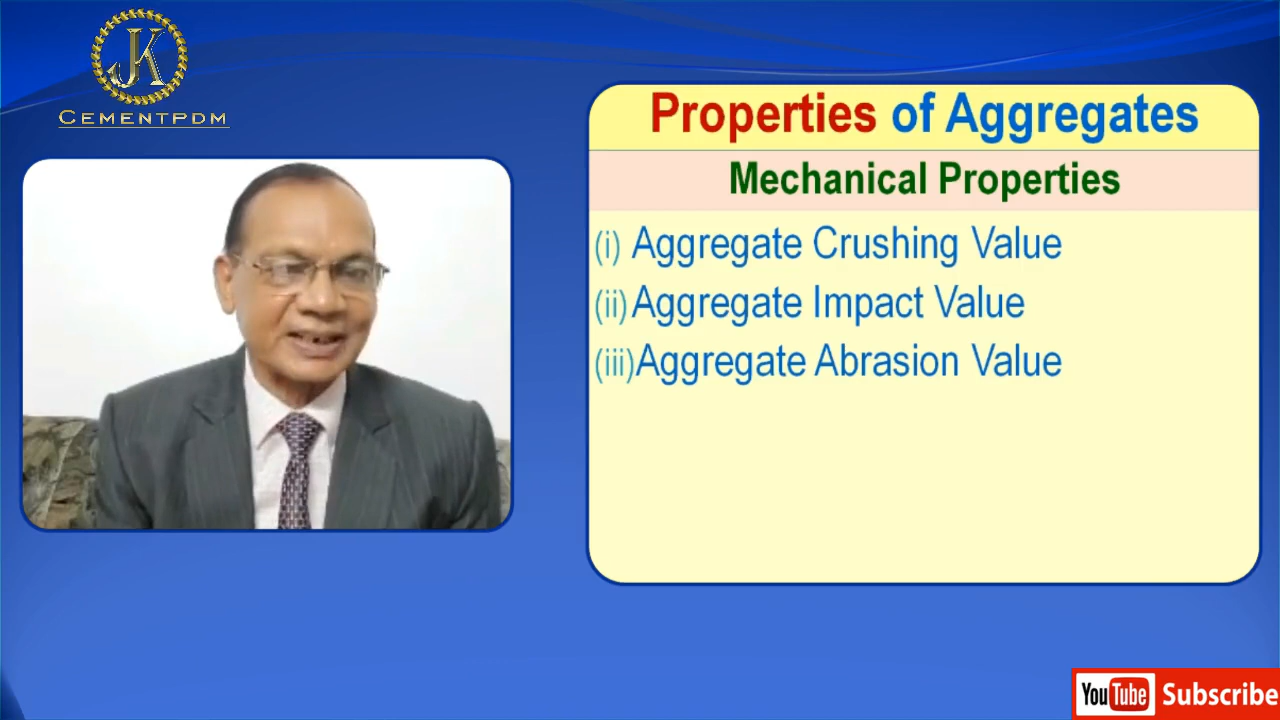 JK
CEMENTPDM
Properties of Aggregates
Mechanical Properties
(i) Aggregate Crushing Value
(ii) Aggregate Impact Value
(iii) Aggregate Abrasion Value
YouTube Subscribe